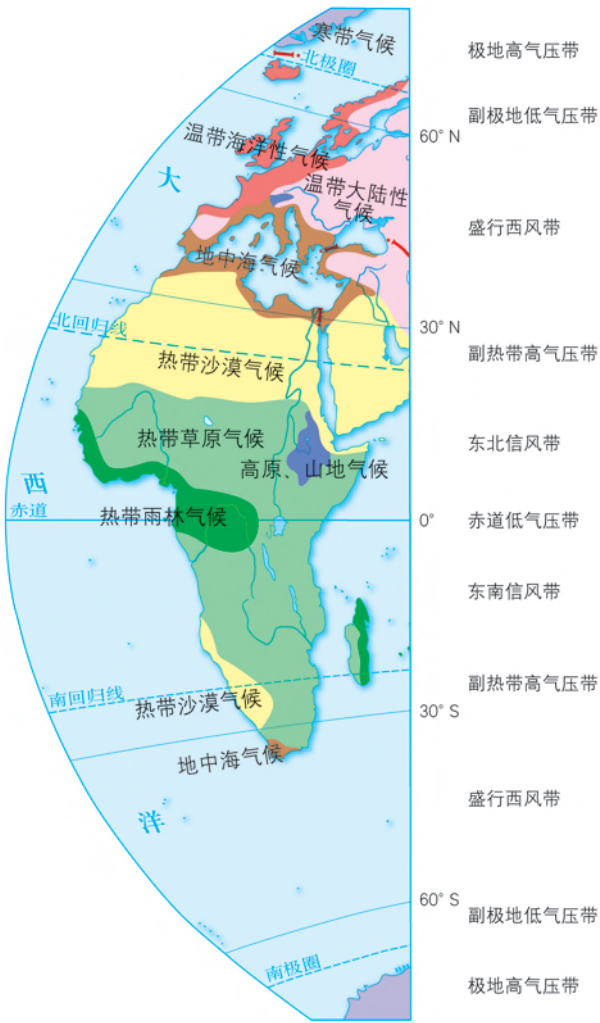 寒带气候
极地高气压带
北极圈
副极地低气压带
60° N
温带海洋性气候
大
温带大陆性
气候
盛行西风带
地中海气候
北回归线
30° N
副热带高气压带
热带沙漠气候
热带草原气候
东北信风带
高原、山地气候
西
赤道
热带雨林气候
0°
赤道低气压带
东南信风带
南回归线
副热带高气压带
热带沙漠气候
30° S
地中海气候
盛行西风带
洋
60° S
副极地低气压带
南极圈
极地高气压带